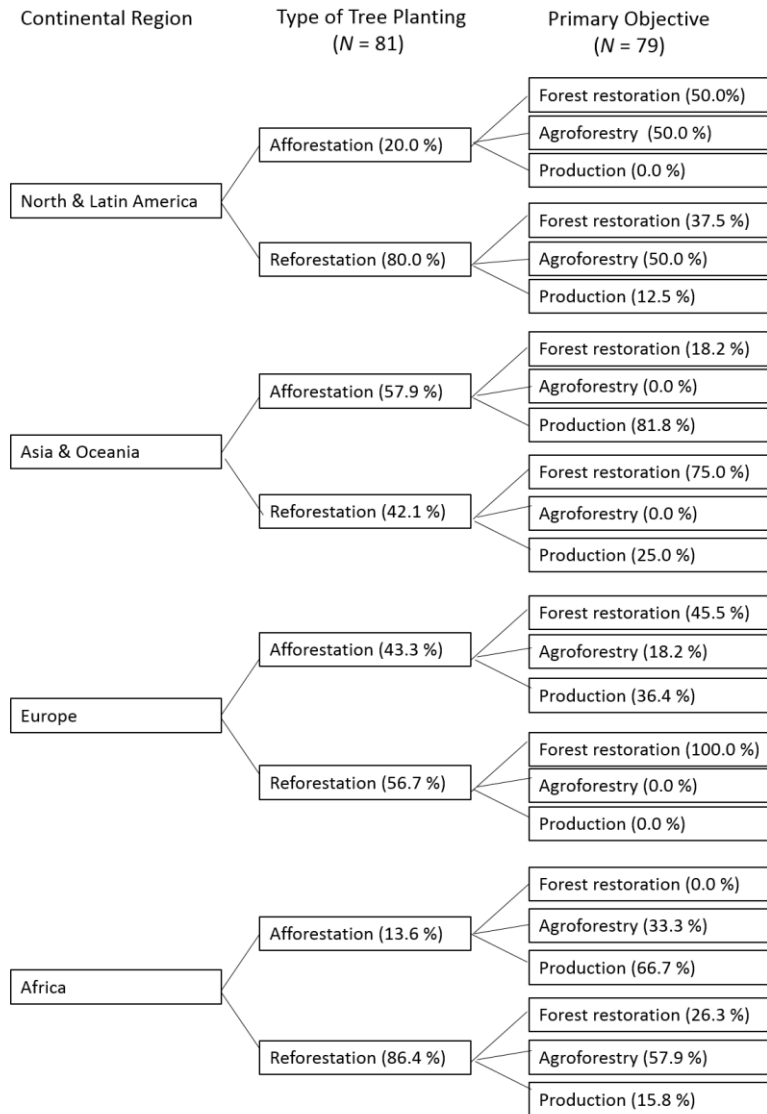 Continental Region
Type of Tree Planting
(N = 81)
Primary Objective
(N = 79)
North & Latin America
Afforestation (20.0 %)
Forest restoration (50.0%)
Agroforestry (50.0 %)
Production (0.0 %)
Reforestation (80.0 %)
Forest restoration (37.5 %)
Agroforestry (50.0 %)
Production (12.5 %)
Asia & Oceania
Afforestation (57.9 %)
Forest restoration (18.2 %)
Agroforestry (0.0 %)
Production (81.8 %)
Reforestation (42.1 %)
Forest restoration (75.0 %)
Agroforestry (0.0 %)
Production (25.0 %)
Europe
Afforestation (43.3 %)
Forest restoration (45.5 %)
Agroforestry (18.2 %)
Production (36.4 %)
Reforestation (56.7 %)
Forest restoration (100.0 %)
Agroforestry (0.0 %)
Production (0.0 %)
Africa
Afforestation (13.6 %)
Forest restoration (0.0 %)
Agroforestry (33.3 %)
Production (66.7 %)
Reforestation (86.4 %)
Forest restoration (26.3 %)
Agroforestry (57.9 %)
Production (15.8 %)